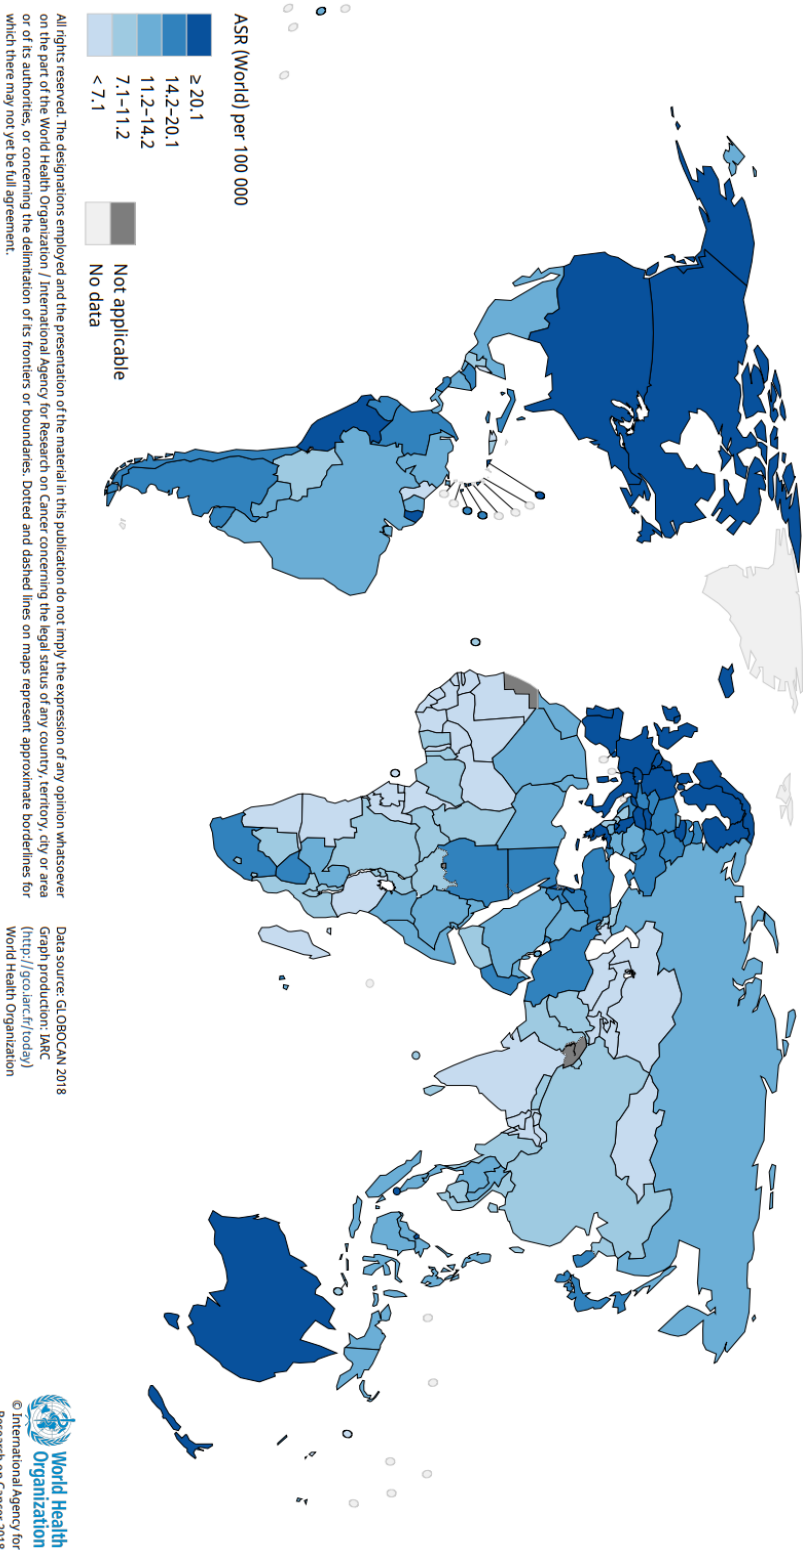 ASR (World) per 100 000
≥ 20.1
14.2–20.1
11.2–14.2
7.1–11.2
< 7.1
Not applicable
No data
All rights reserved. The designations employed and the presentation of the material in this publication do not imply the expression of any opinion whatsoever
on the part of the World Health Organization / International Agency for Research on Cancer concerning the legal status of any country, territory, city or area
or of its authorities, or concerning the delimitation of its frontiers or boundaries. Dotted and dashed lines on maps represent approximate borderlines for
which there may not yet be full agreement.
Data source: GLOBOCAN 2018
Graph production: IARC
(http://gco.iarc.fr/today)
World Health Organization
World Health
Organization
© International Agency for
Research on Cancer 2018